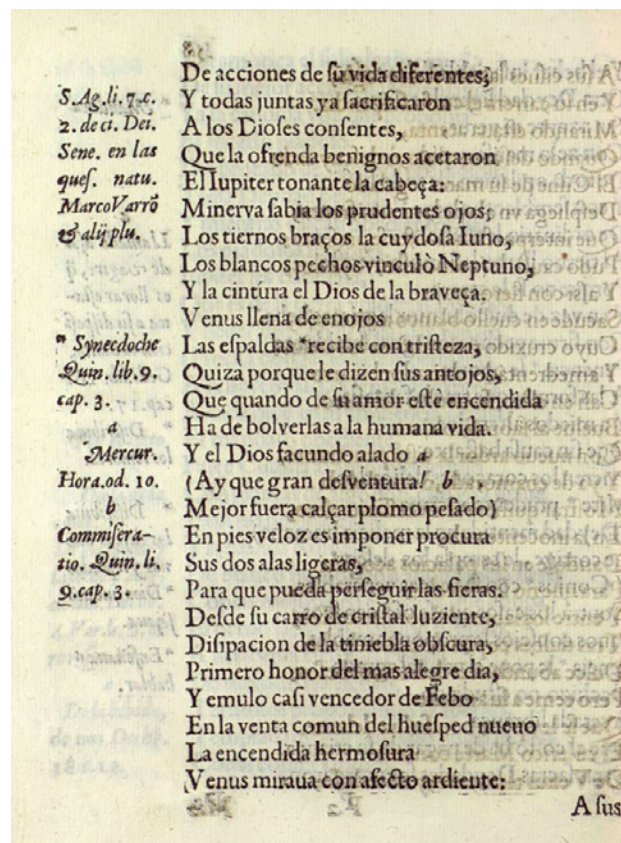 De acciones de ſu vida diferentes;
Y todas juntas ya ſacrificaron
A los Dioſes conſentes,
Que la ofrenda benignos acetaron
El Iupiter tonante la cabeça:
Minerva ſabia los prudentes ojos;
Los tiernos braços la cuydoſa Iuno,
Los blancos pechos vinculò Neptuno,
Y la cintura el Dios de la braveça.
Venus llena de enojos
Las eſpaldas *recibe con triſteza,
Quiza porque le dizen ſus antojos,
Que quando de ſu amor eſtè encendida
Ha de bolverlas a la humana vida.
Y el Dios facundo alado a
(Ay que gran deſventura! b
Mejor fuera calçar plomo peſado)
En pies veloz es imponer procura
Sus dos alas ligeras,
Para que pueda perſeguir las fieras.
Deſde ſu carro de criſtal luziente,
Diſipacion de la tiniebla obſcura,
Primero honor del mas alegre dia,
Y emulo caſi vencedor de Febo
En la venta comun del hueſped nueuo
La encendida hermoſura
Venus miraua con afecto ardiente:
A ſus
S. Ag. li. 7. c.
2. de ci. Dei.
Sene. en las
queſ. natu.
Marco Varrõ
& alij plu.
" Synecdoche
Quin. lib. 9.
cap. 3.
a
Mercur.
Hora. od. 10.
b
Commiſera-
tio. Quin. li.
9. cap. 3.